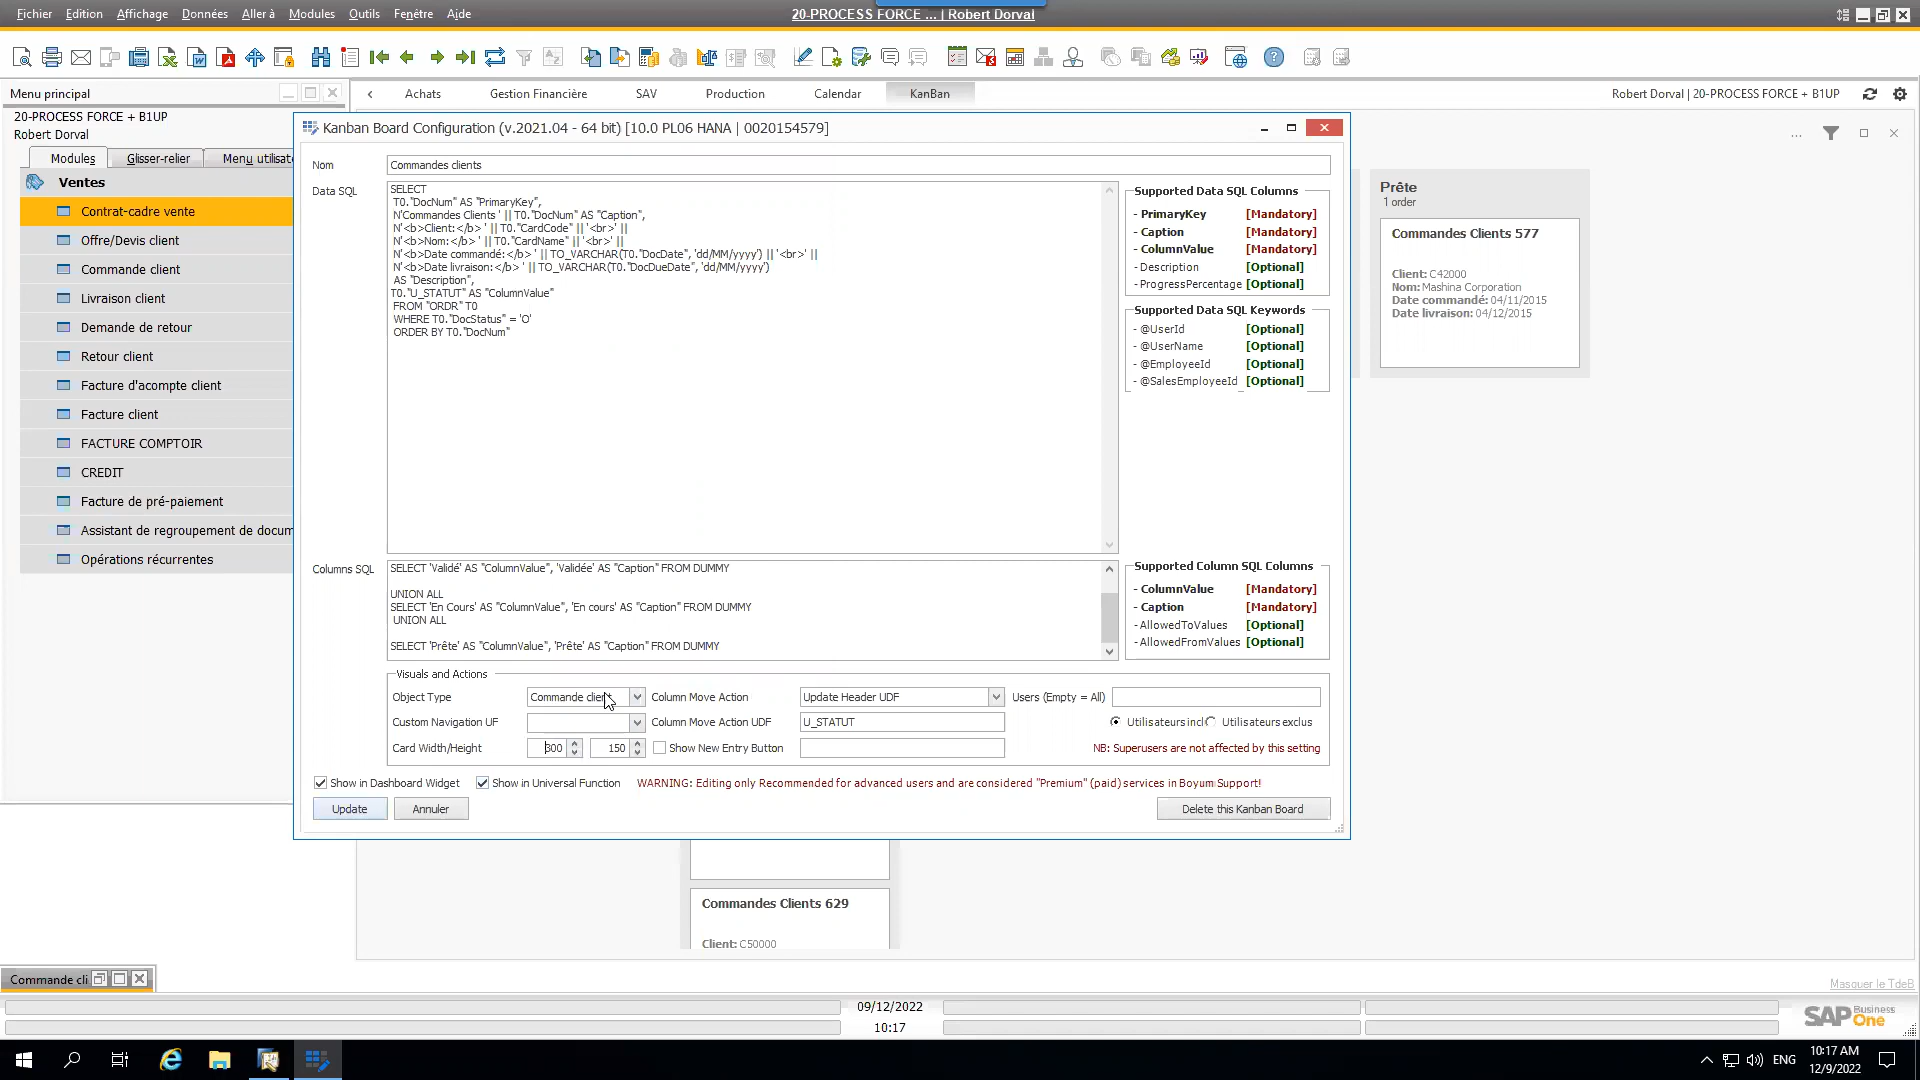 Fichier Edition Affichage Données Aller à Modules Outils Fenêtre Aide
20-PROCESS FORCE ... | Robert Dorval
Menu principal
Achats Gestion Financière SAV Production Calendar KanBan
Robert Dorval | 20-PROCESS FORCE + B1UP
20-PROCESS FORCE + B1UP
Robert Dorval
Modules Glisser-relier Menu utilisate
Ventes
Contrat-cadre vente
Offre/Devis client
Commande client
Livraison client
Demande de retour
Retour client
Facture d'acompte client
Facture client
FACTURE COMPTOIR
CREDIT
Facture de pré-paiement
Assistant de regroupement de docum
Opérations récurrentes
Kanban Board Configuration (v.2021.04 - 64 bit) [10.0 PL06 HANA | 0020154579]
Nom Commandes clients
Data SQL
SELECT
T0."DocNum" AS "PrimaryKey",
N'Commandes Clients ' || T0."DocNum" AS "Caption",
N'<b>Client:</b> ' || T0."CardCode" || '<br>' ||
N'<b>Nom:</b> ' || T0."CardName" || '<br>' ||
N'<b>Date commandé:</b> ' || TO_VARCHAR(T0."DocDate", 'dd/MM/yyyy') || '<br>' ||
N'<b>Date livraison:</b> ' || TO_VARCHAR(T0."DocDueDate", 'dd/MM/yyyy')
AS "Description",
T0."U_STATUT" AS "ColumnValue"
FROM "ORDR" T0
WHERE T0."DocStatus" = 'O'
ORDER BY T0."DocNum"
Supported Data SQL Columns
- PrimaryKey [Mandatory]
- Caption [Mandatory]
- ColumnValue [Mandatory]
- Description [Optional]
- ProgressPercentage [Optional]
Supported Data SQL Keywords
- @UserId [Optional]
- @UserName [Optional]
- @EmployeeId [Optional]
- @SalesEmployeeId [Optional]
Columns SQL
SELECT 'Validé' AS "ColumnValue", 'Validée' AS "Caption" FROM DUMMY
UNION ALL
SELECT 'En Cours' AS "ColumnValue", 'En cours' AS "Caption" FROM DUMMY
UNION ALL
SELECT 'Prête' AS "ColumnValue", 'Prête' AS "Caption" FROM DUMMY
Supported Column SQL Columns
- ColumnValue [Mandatory]
- Caption [Mandatory]
- AllowedToValues [Optional]
- AllowedFromValues [Optional]
Visuals and Actions
Object Type Commande client Column Move Action Update Header UDF Users (Empty = All)
Custom Navigation UF Column Move Action UDF U_STATUT Utilisateurs incl Utilisateurs exclus
Card Width/Height 300 150 Show New Entry Button NB: Superusers are not affected by this setting
Show in Dashboard Widget Show in Universal Function WARNING: Editing only Recommended for advanced users and are considered "Premium" (paid) services in Boyum Support!
Update Annuler Delete this Kanban Board
Prête
1 order
Commandes Clients 577
Client: C42000
Nom: Mashina Corporation
Date commandé: 04/11/2015
Date livraison: 04/12/2015
Commandes Clients 629
Client: C50000
Commande cli
Masquer le TdeB
09/12/2022
10:17
SAP Business One
ENG
10:17 AM
12/9/2022